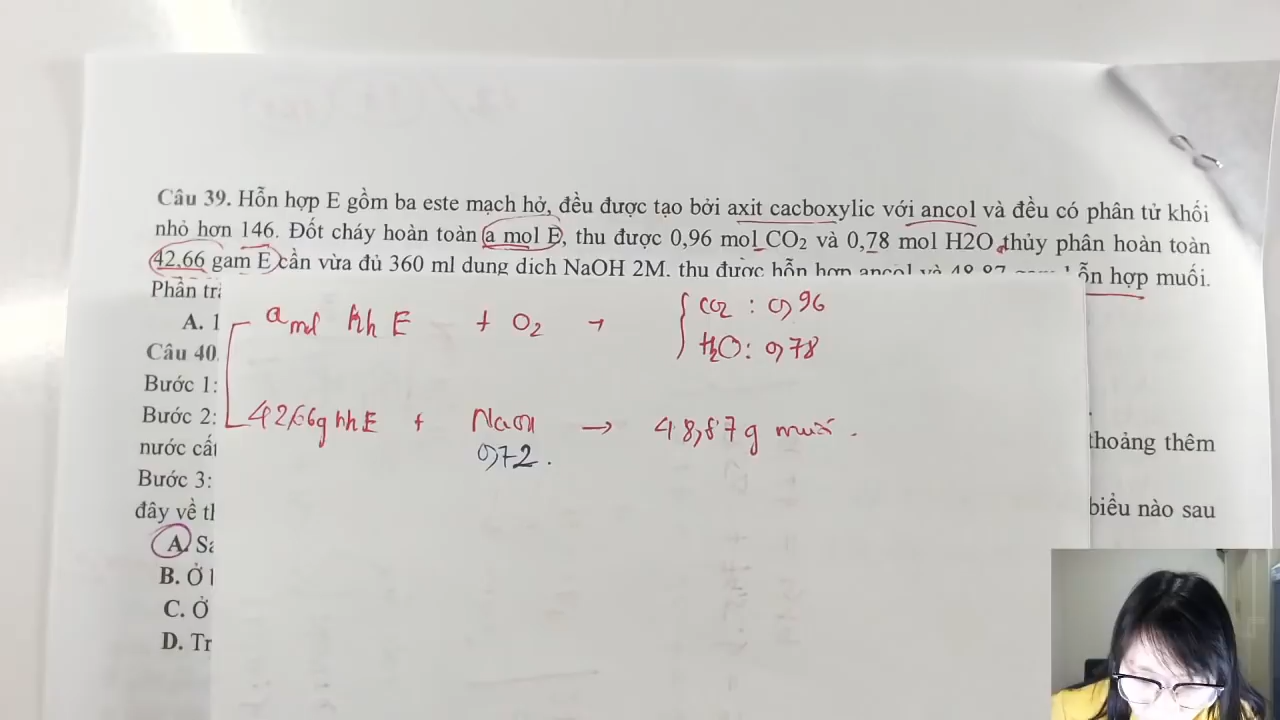 Câu 39. Hỗn hợp E gồm ba este mạch hở, đều được tạo bởi axit cacboxylic với ancol và đều có phân tử khối
nhỏ hơn 146. Đốt cháy hoàn toàn a mol E, thu được 0,96 mol CO2 và 0,78 mol H2O thủy phân hoàn toàn
42,66 gam E cần vừa đủ 360 ml dung dịch NaOH 2M. thu được hỗn hợp ancol và 48,87 gam hỗn hợp muối.
Phần
A. 1
a mol hh E + O2 → CO2 : 0,96
H2O : 0,78
Câu 40
Bước 1:
Bước 2:
42,66g hh E + NaOH → 48,87g muối.
0,72.
nước cất
thoảng thêm
Bước 3:
đây về
biểu nào sau
A.
B. Ở
C. Ở
D.